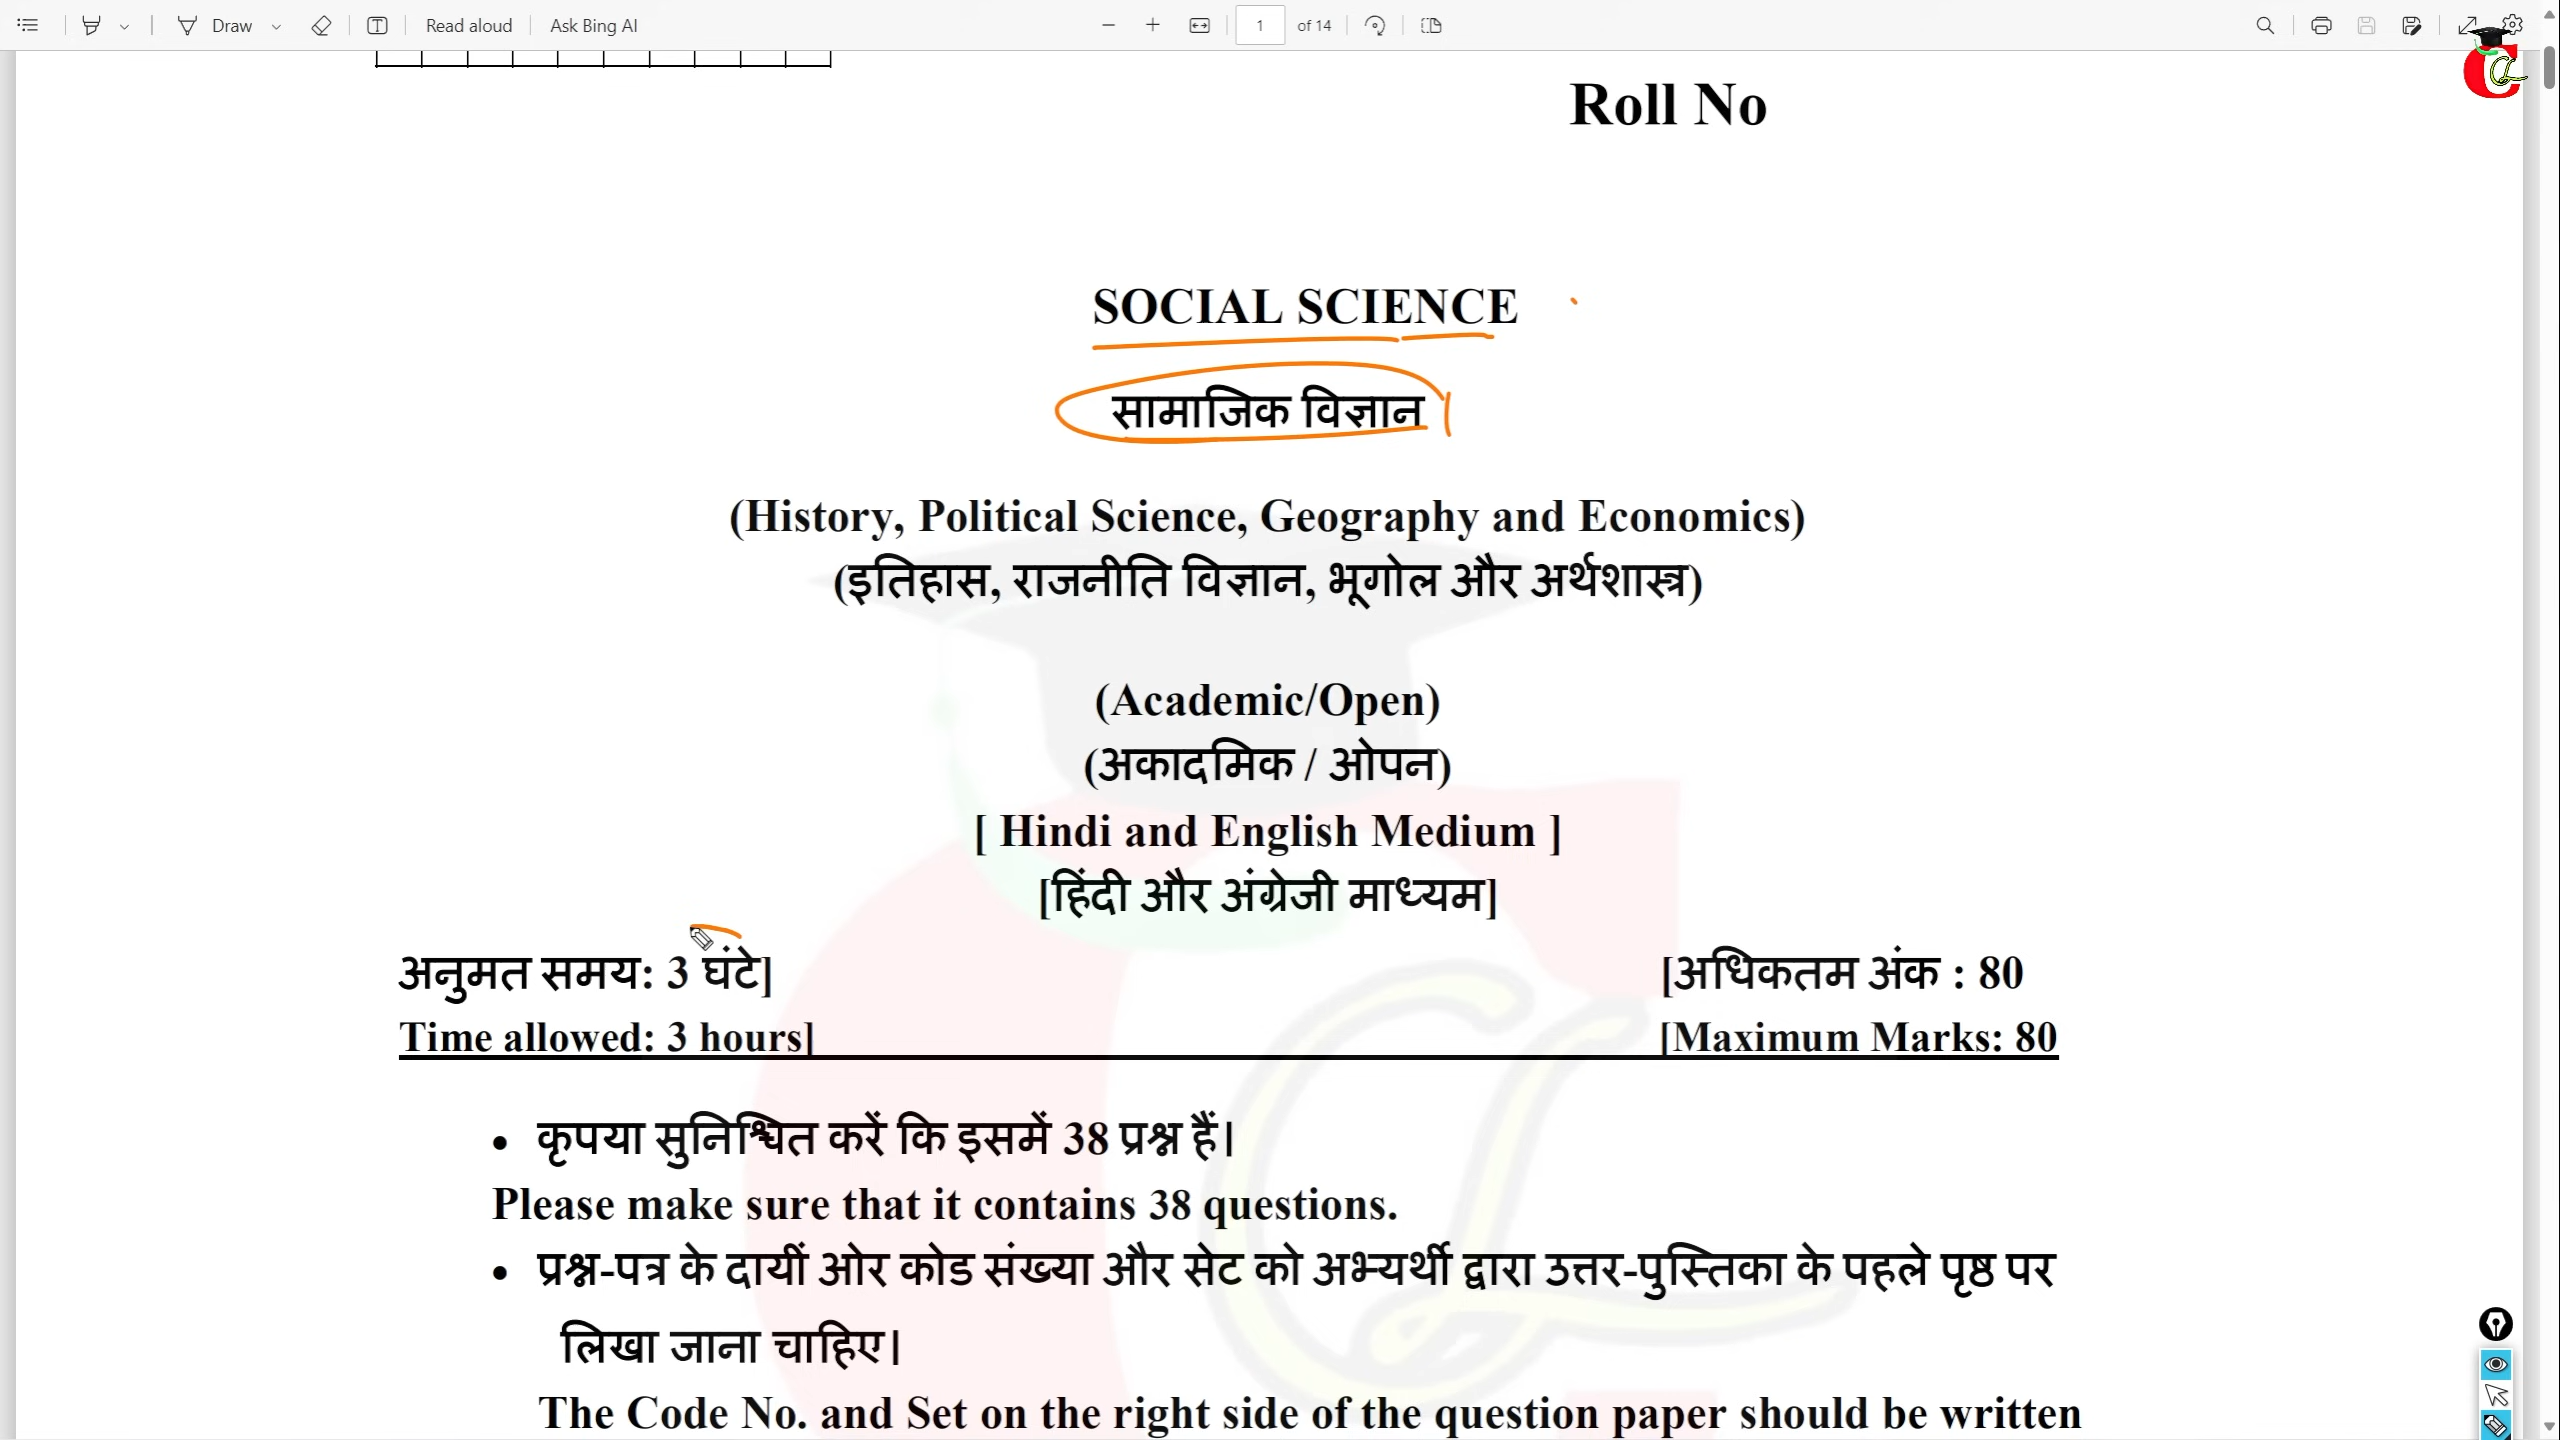 Draw Read aloud Ask Bing AI 1 of 14
Roll No
SOCIAL SCIENCE
सामाजिक विज्ञान
(History, Political Science, Geography and Economics)
(इतिहास, राजनीति विज्ञान, भूगोल और अर्थशास्त्र)
(Academic/Open)
(अकादमिक / ओपन)
[ Hindi and English Medium ]
[हिंदी और अंग्रेजी माध्यम]
अनुमत समय: 3 घंटे] [अधिकतम अंक : 80
Time allowed: 3 hours] [Maximum Marks: 80
• कृपया सुनिश्चित करें कि इसमें 38 प्रश्न हैं।
Please make sure that it contains 38 questions.
• प्रश्न-पत्र के दायीं ओर कोड संख्या और सेट को अभ्यर्थी द्वारा उत्तर-पुस्तिका के पहले पृष्ठ पर
लिखा जाना चाहिए।
The Code No. and Set on the right side of the question paper should be written